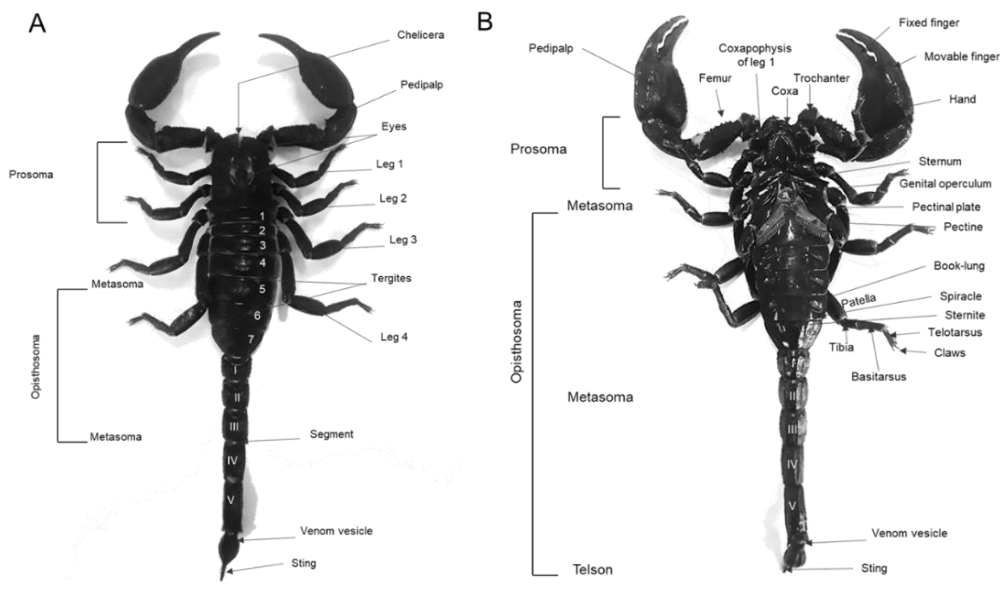 A
Chelicera
Pedipalp
Eyes
Leg 1
Prosoma
Leg 2
1
2
3
Leg 3
4
Metasoma
Tergites
5
6
Leg 4
7
Opisthosoma
I
II
III
Metasoma
Segment
IV
V
Venom vesicle
Sting
B
Fixed finger
Pedipalp
Coxapophysis
of leg 1
Movable finger
Femur
Trochanter
Coxa
Hand
Prosoma
Sternum
Genital operculum
Metasoma
Pectinal plate
Pectine
Book-lung
Patella
Spiracle
Sternite
Telotarsus
Tibia
Claws
Basitarsus
Opisthosoma
I
II
Metasoma
III
IV
V
Venom vesicle
Telson
Sting